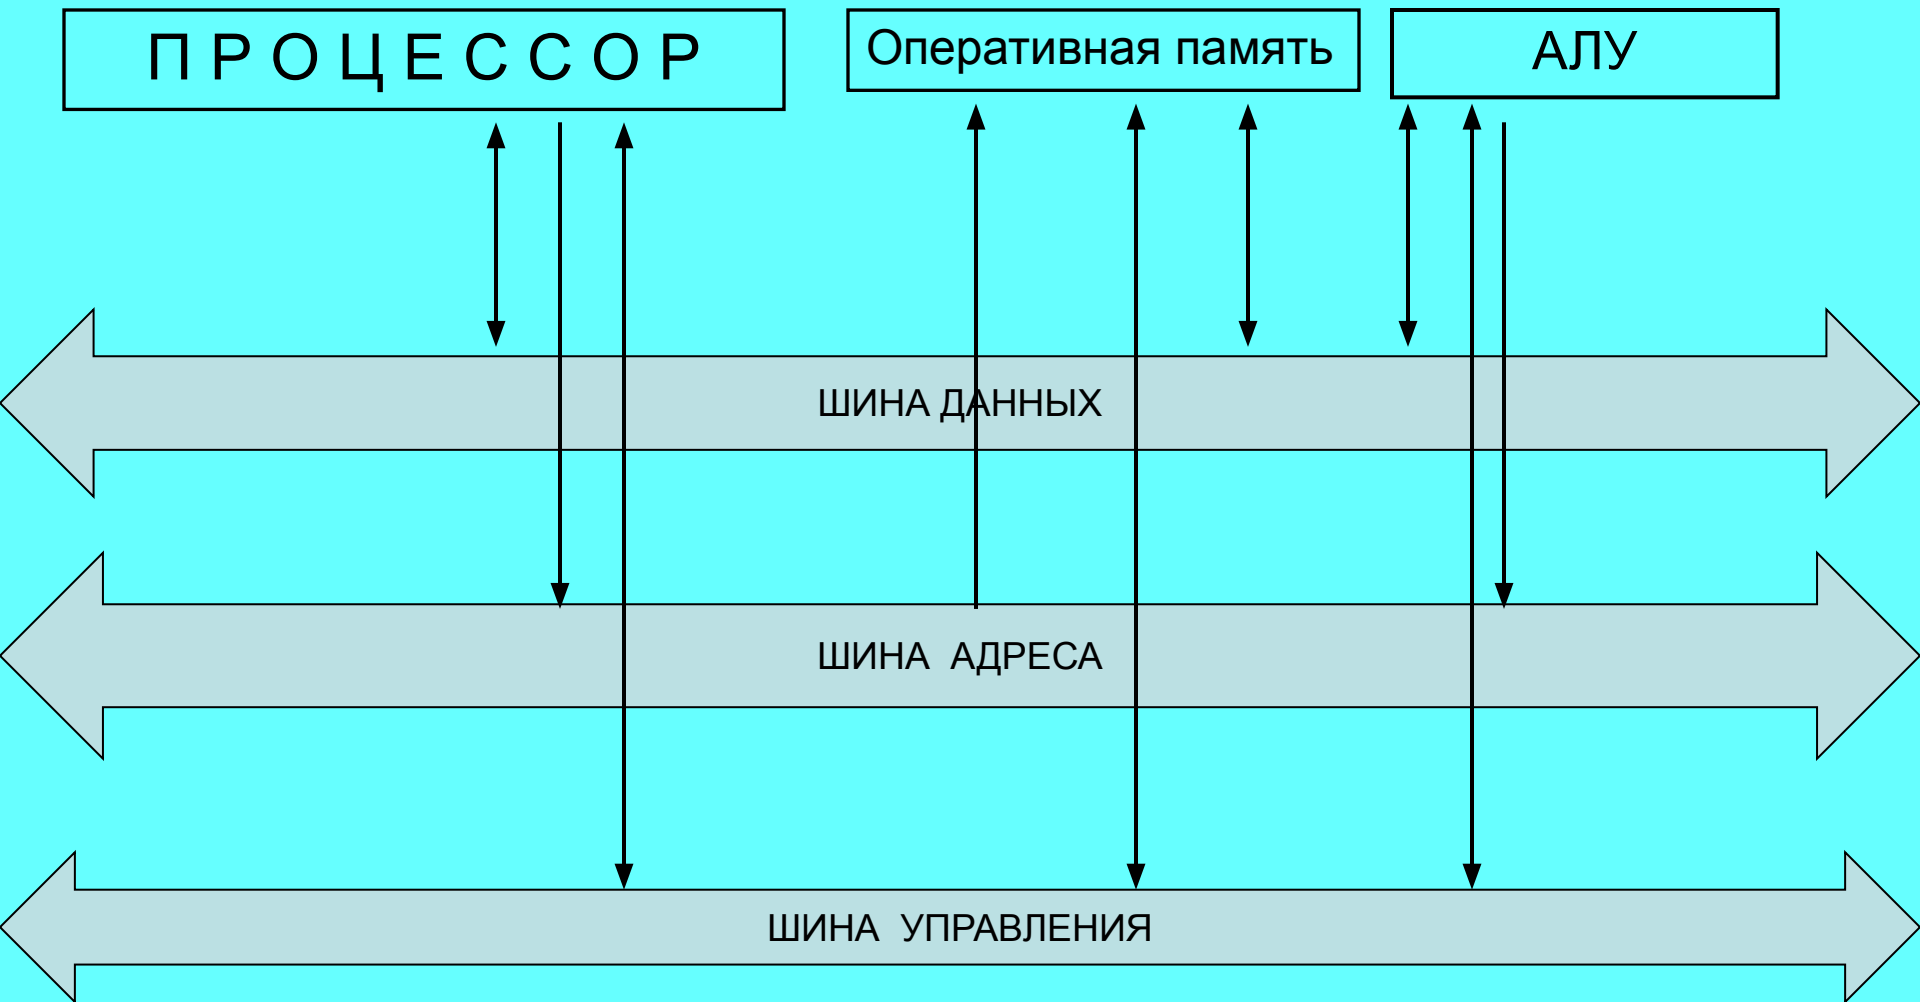 П Р О Ц Е С С О Р
Оперативная память
АЛУ
ШИНА ДАННЫХ
ШИНА АДРЕСА
ШИНА УПРАВЛЕНИЯ